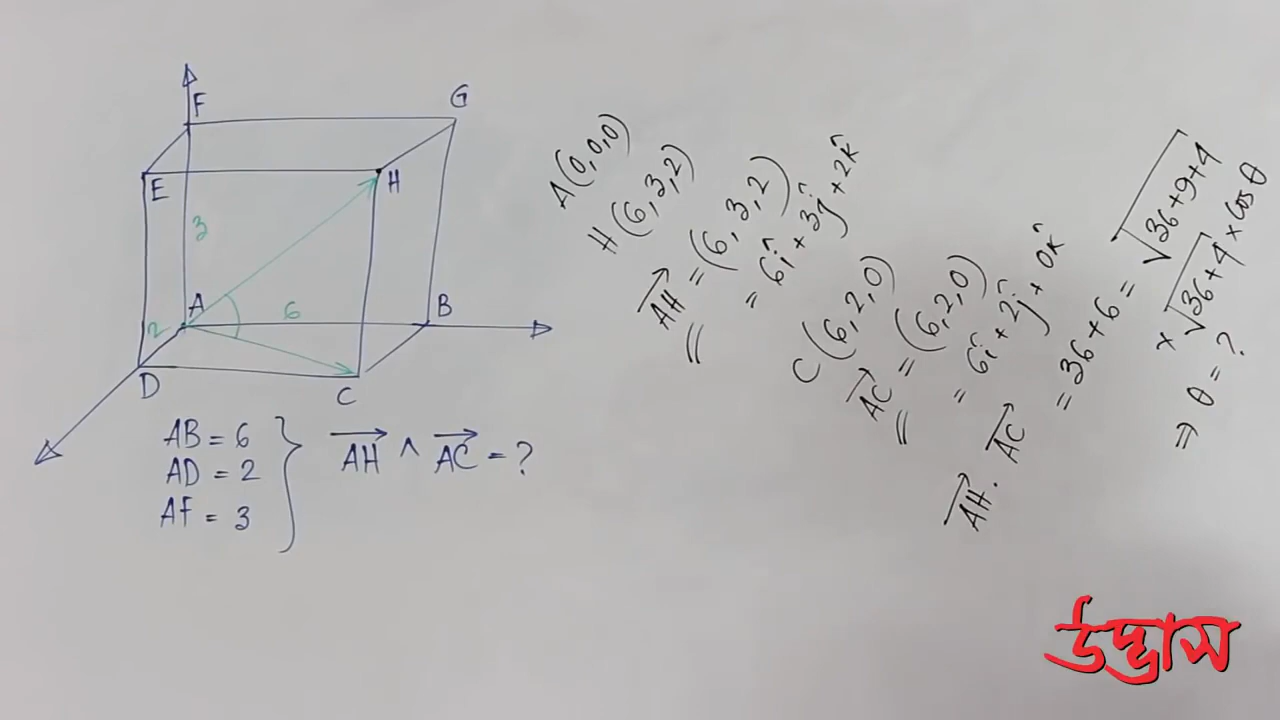 F
G
E
H
3
A
6
B
2
D
C
AB = 6
AD = 2
AF = 3
AH ∧ AC = ?
A(0,0,0)
H(6,3,2)
AH = (6,3,2)
= 6î + 3ĵ + 2k̂
C(6,2,0)
AC = (6,2,0)
= 6î + 2ĵ + 0k̂
AH. AC = 36+6 = √36+9+4
× √36+4 × cosθ
⇒ θ = ?
উদ্ভাস